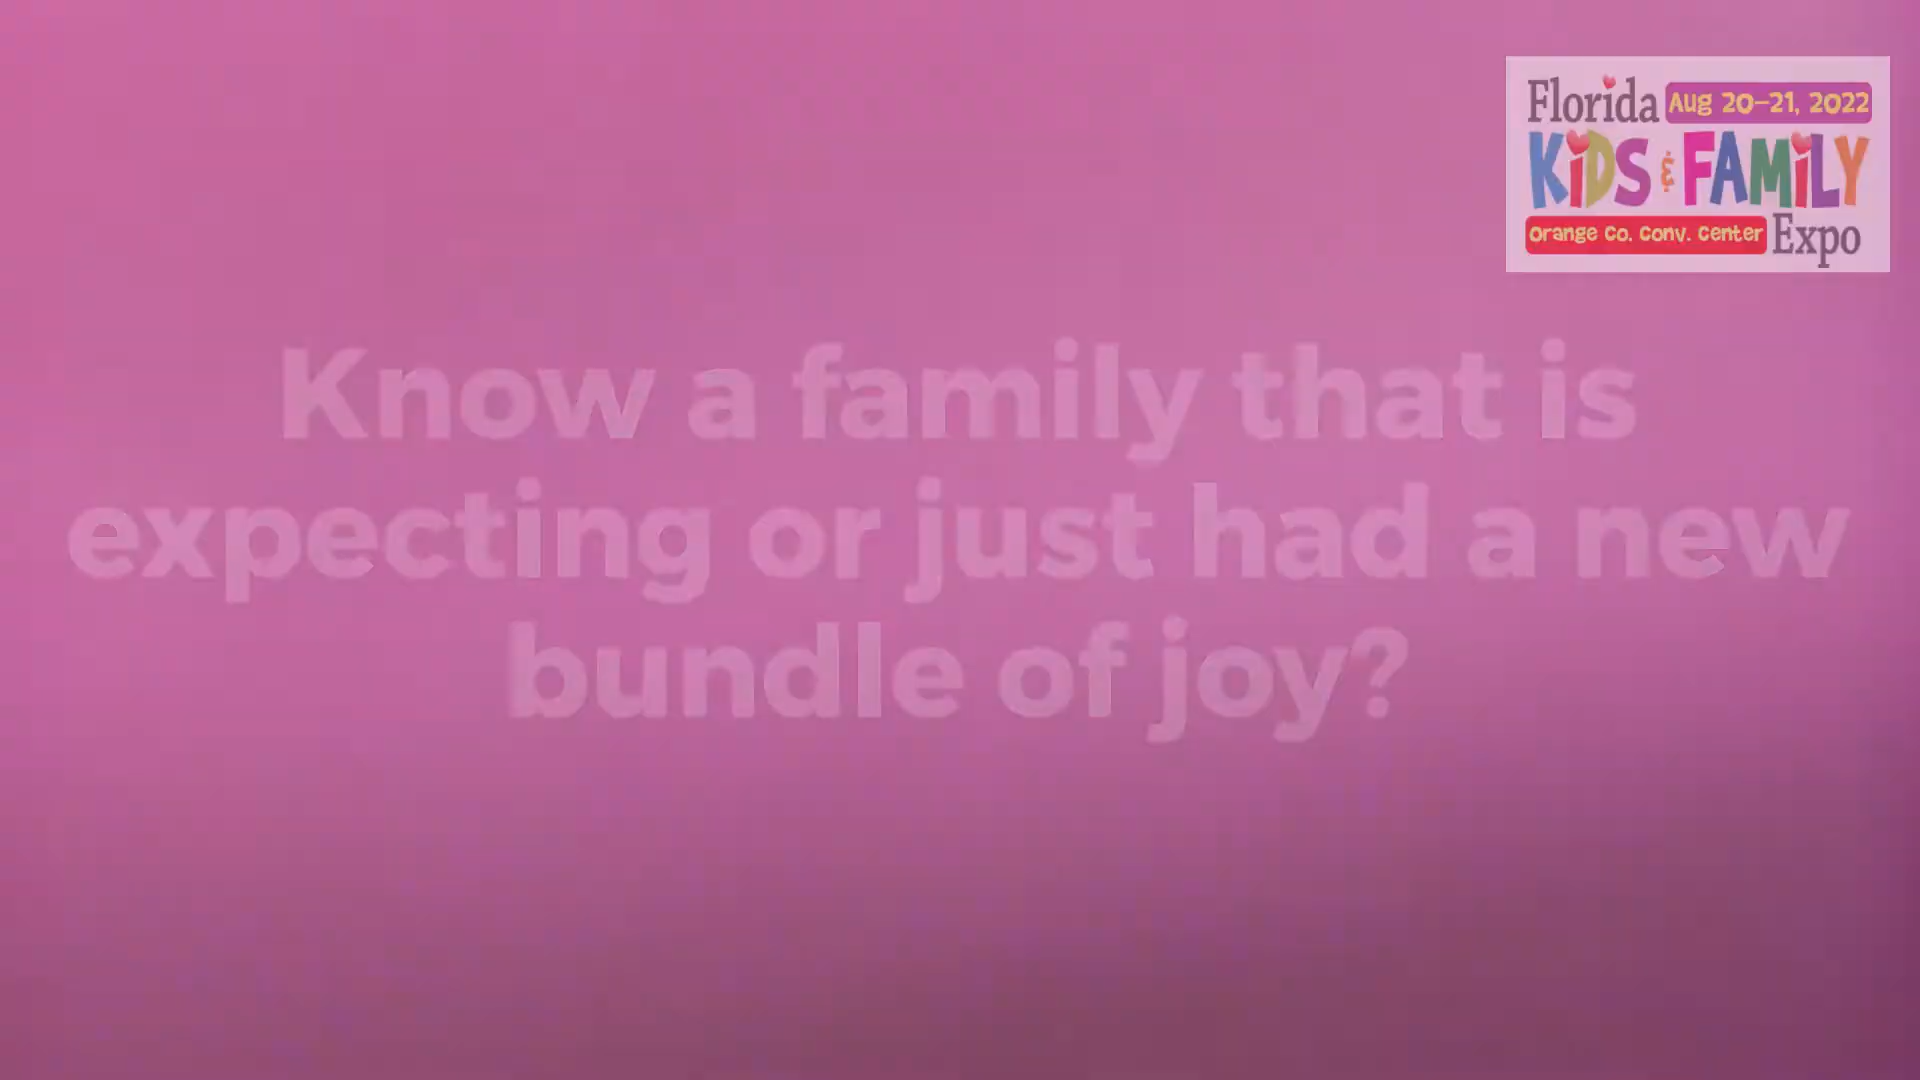 Florida Aug 20-21, 2022
KiDS & FAMiLY
Orange Co. Conv. Center Expo
Know a family that is
expecting or just had a new
bundle of joy?